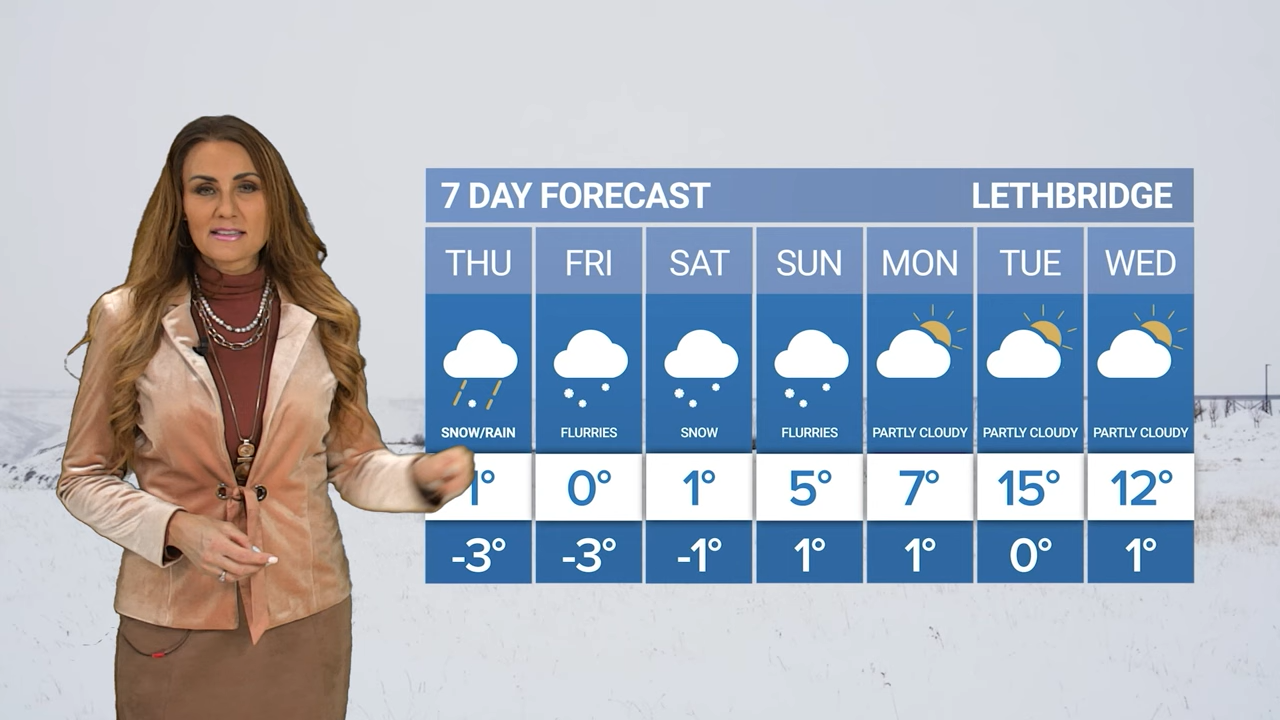 7 DAY FORECAST LETHBRIDGE
THU FRI SAT SUN MON TUE WED
SNOW/RAIN FLURRIES SNOW FLURRIES PARTLY CLOUDY PARTLY CLOUDY PARTLY CLOUDY
1° 0° 1° 5° 7° 15° 12°
-3° -3° -1° 1° 1° 0° 1°